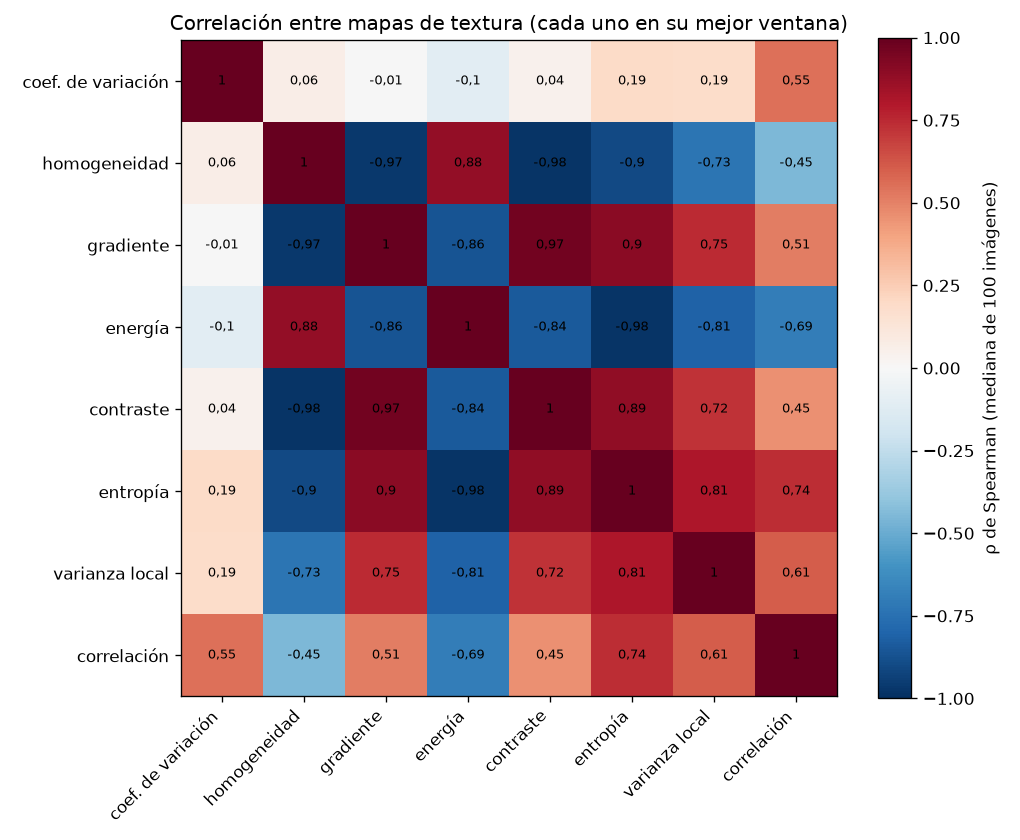 Correlación entre mapas de textura (cada uno en su mejor ventana)
coef. de variación 1 0,06 -0,01 -0,1 0,04 0,19 0,19 0,55
homogeneidad 0,06 1 -0,97 0,88 -0,98 -0,9 -0,73 -0,45
gradiente -0,01 -0,97 1 -0,86 0,97 0,9 0,75 0,51
energía -0,1 0,88 -0,86 1 -0,84 -0,98 -0,81 -0,69
contraste 0,04 -0,98 0,97 -0,84 1 0,89 0,72 0,45
entropía 0,19 -0,9 0,9 -0,98 0,89 1 0,81 0,74
varianza local 0,19 -0,73 0,75 -0,81 0,72 0,81 1 0,61
correlación 0,55 -0,45 0,51 -0,69 0,45 0,74 0,61 1
coef. de variación
homogeneidad
gradiente
energía
contraste
entropía
varianza local
correlación
1.00
0.75
0.50
0.25
0.00
−0.25
−0.50
−0.75
−1.00
ρ de Spearman (mediana de 100 imágenes)